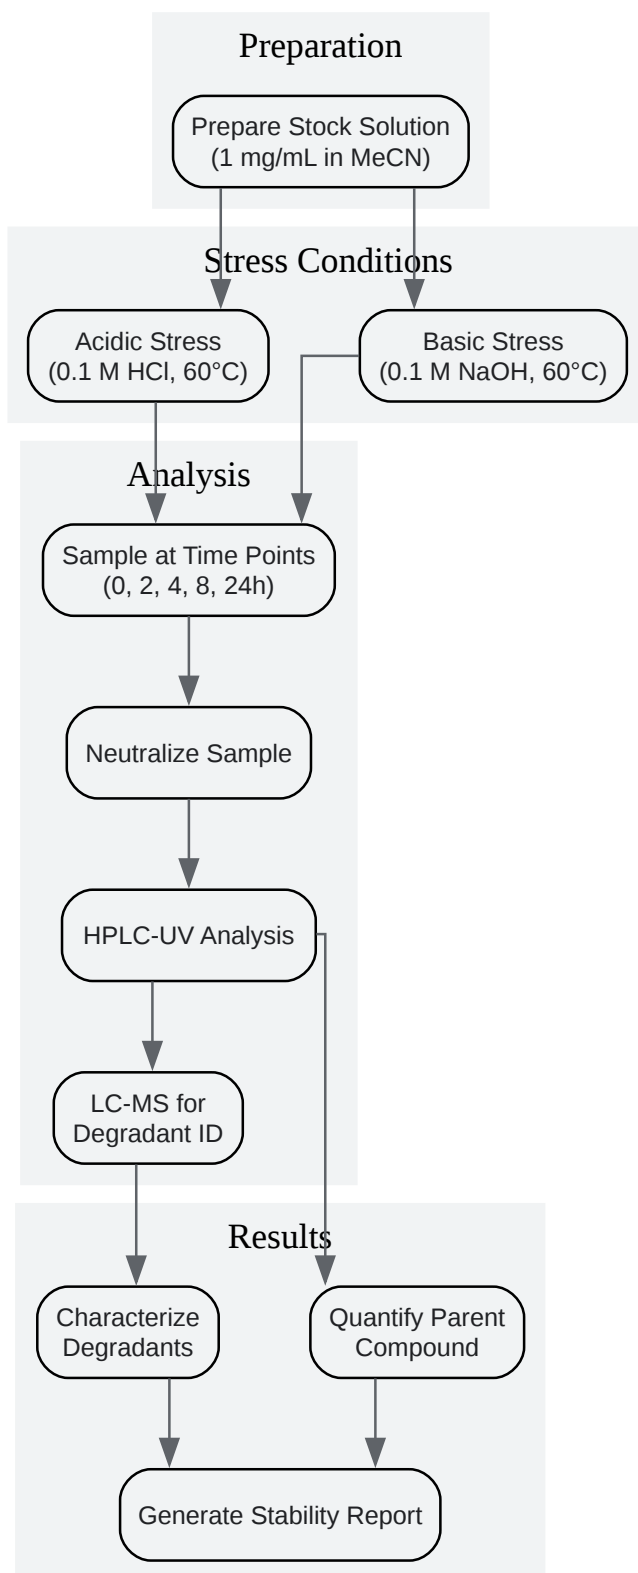 Preparation
Prepare Stock Solution
(1 mg/mL in MeCN)
Stress Conditions
Acidic Stress
(0.1 M HCl, 60°C)
Basic Stress
(0.1 M NaOH, 60°C)
Analysis
Sample at Time Points
(0, 2, 4, 8, 24h)
Neutralize Sample
HPLC-UV Analysis
LC-MS for
Degradant ID
Results
Characterize
Degradants
Quantify Parent
Compound
Generate Stability Report